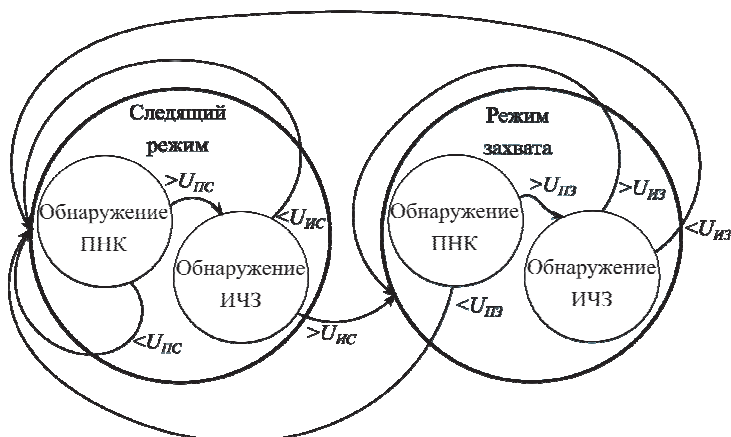 Следящий
режим
Обнаружение
ПНК
>UПС
<UИС
Обнаружение
ИЧЗ
<UПС
>UИС
Режим
захвата
Обнаружение
ПНК
>UПЗ
>UИЗ
<UИЗ
Обнаружение
ИЧЗ
<UПЗ